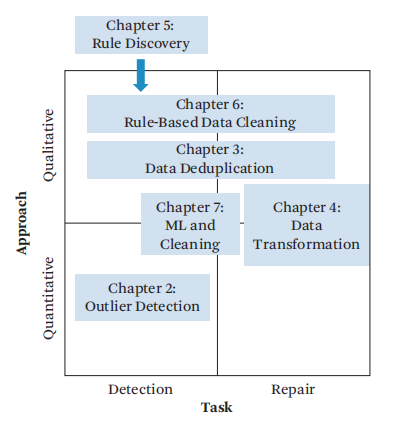 Chapter 5:
Rule Discovery
Chapter 6:
Rule-Based Data Cleaning
Chapter 3:
Data Deduplication
Chapter 7:
ML and
Cleaning
Chapter 4:
Data
Transformation
Chapter 2:
Outlier Detection
Approach
Qualitative
Quantitative
Detection
Repair
Task